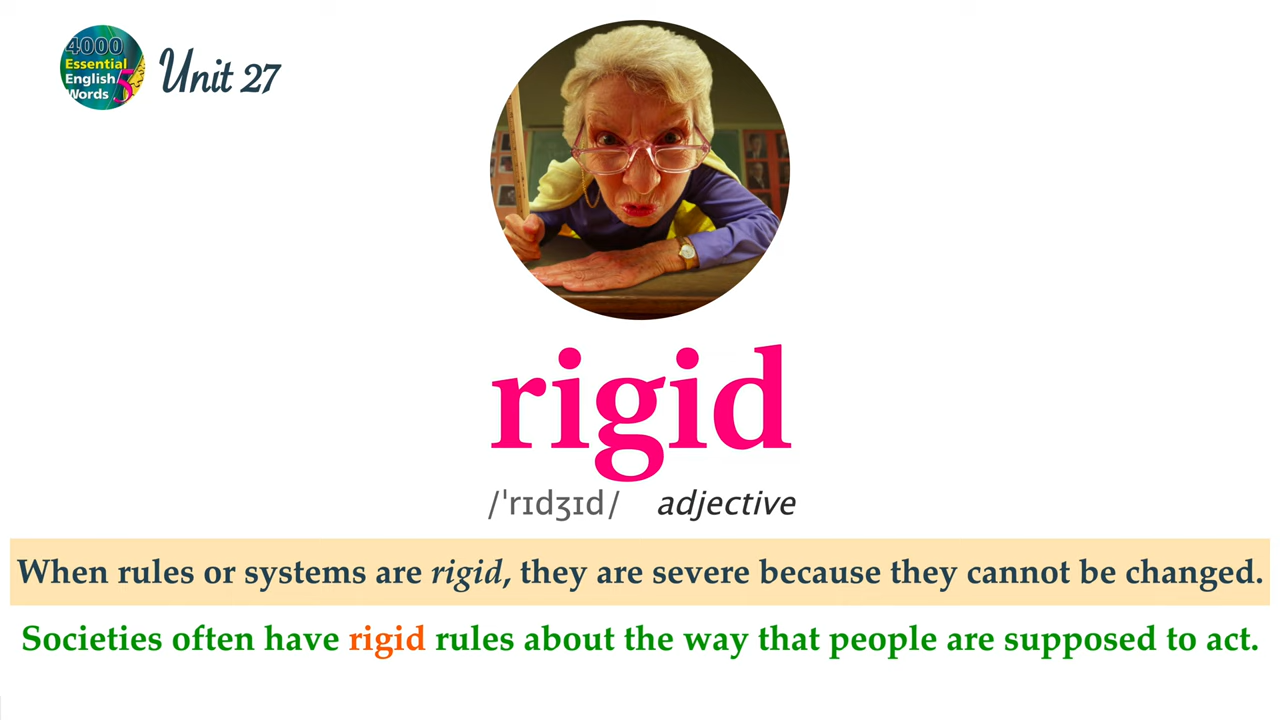 4000
Essential
English
Words 5
Unit 27
rigid
/ˈrɪdʒɪd/ adjective
When rules or systems are rigid, they are severe because they cannot be changed.
Societies often have rigid rules about the way that people are supposed to act.